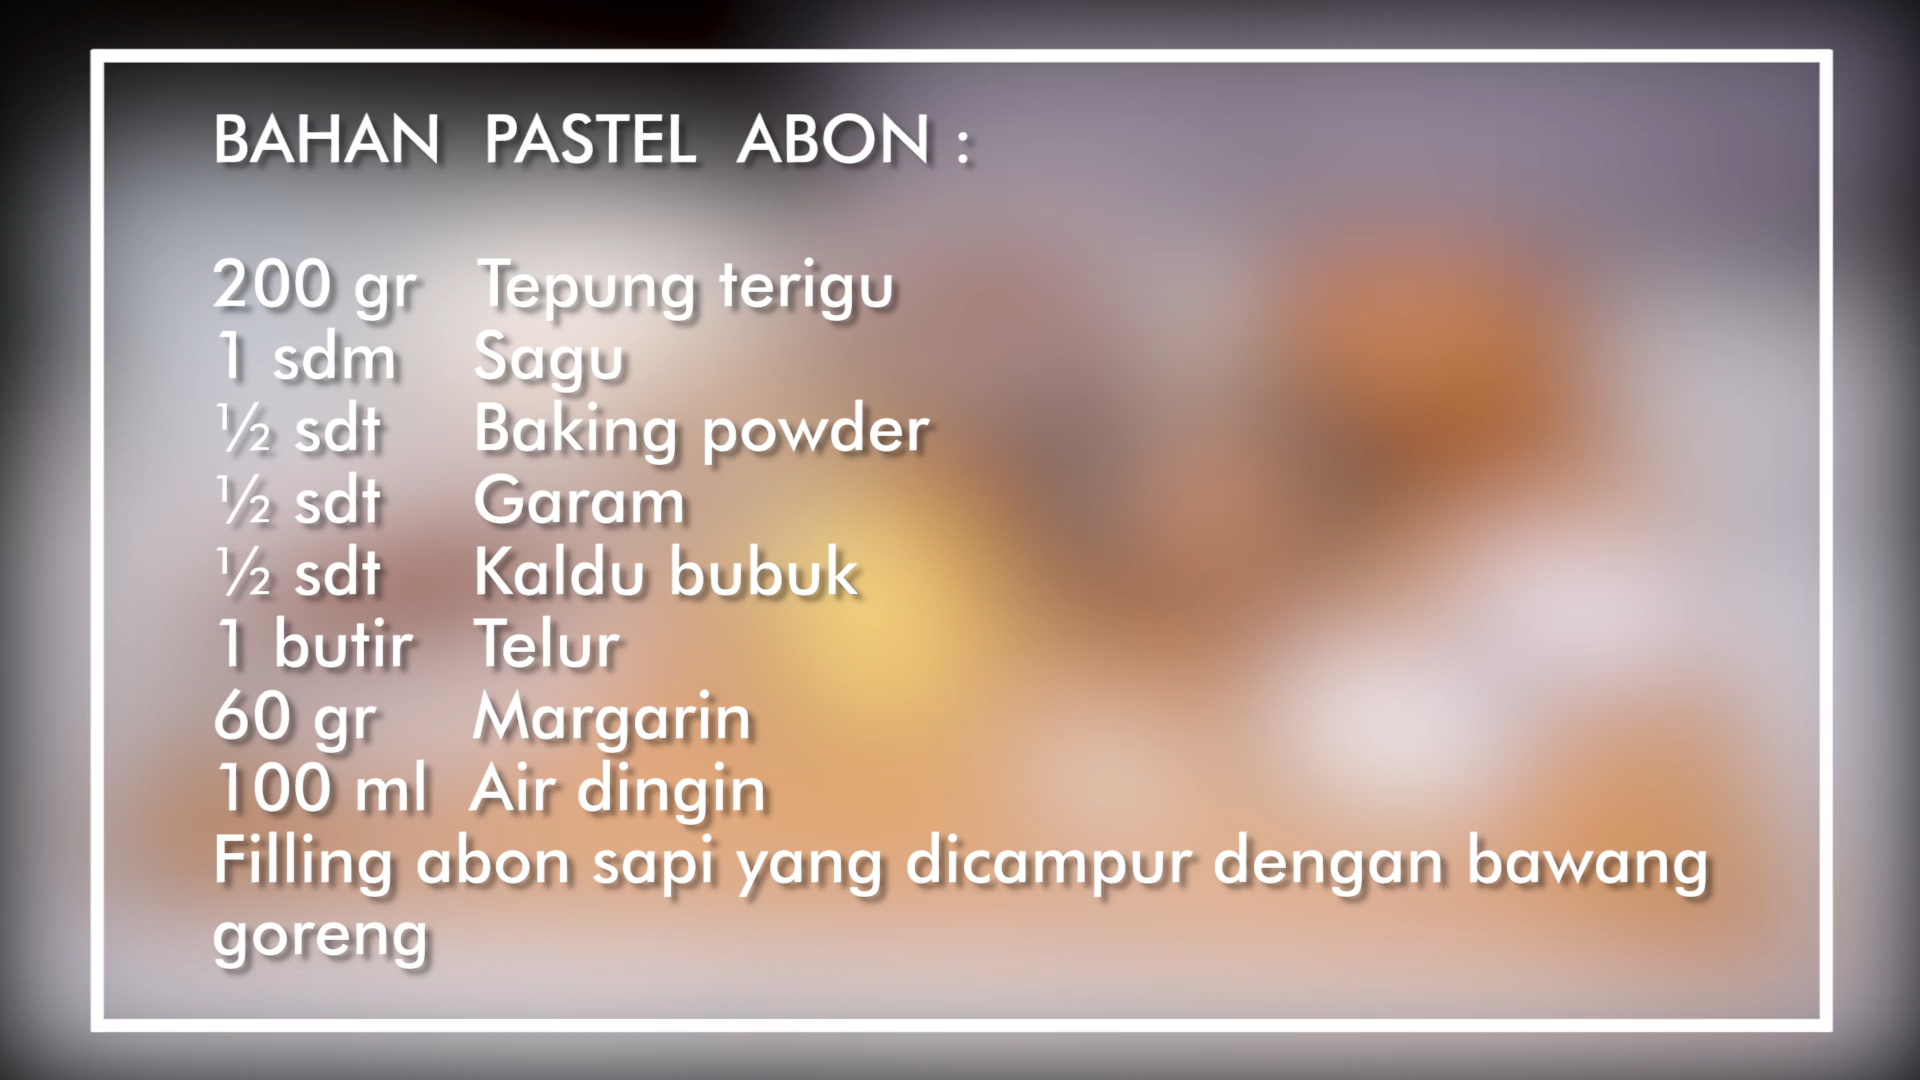 BAHAN PASTEL ABON :
200 gr Tepung terigu
1 sdm Sagu
½ sdt Baking powder
½ sdt Garam
½ sdt Kaldu bubuk
1 butir Telur
60 gr Margarin
100 ml Air dingin
Filling abon sapi yang dicampur dengan bawang
goreng